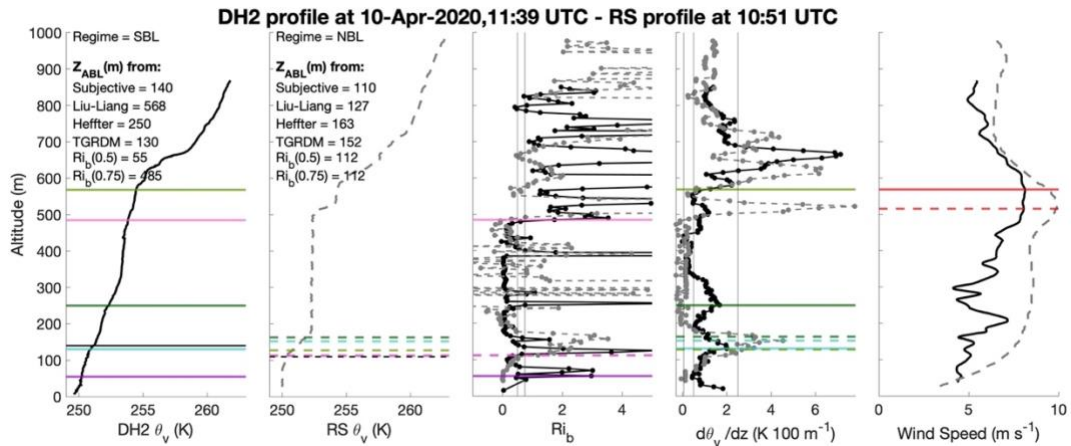 DH2 profile at 10-Apr-2020,11:39 UTC - RS profile at 10:51 UTC
1000
900
800
700
600
500
400
300
200
100
0
Altitude (m)
Regime = SBL
Z_ABL(m) from:
Subjective = 140
Liu-Liang = 568
Heffter = 250
TGRDM = 130
Ri_b(0.5) = 55
Ri_b(0.75) = 485
250 255 260
DH2 θ_v (K)
Regime = NBL
Z_ABL(m) from:
Subjective = 110
Liu-Liang = 127
Heffter = 163
TGRDM = 152
Ri_b(0.5) = 112
Ri_b(0.75) = 112
250 255 260
RS θ_v (K)
0 2 4
Ri_b
0 2 4 6
dθ_v /dz (K 100 m⁻¹)
0 5 10
Wind Speed (m s⁻¹)